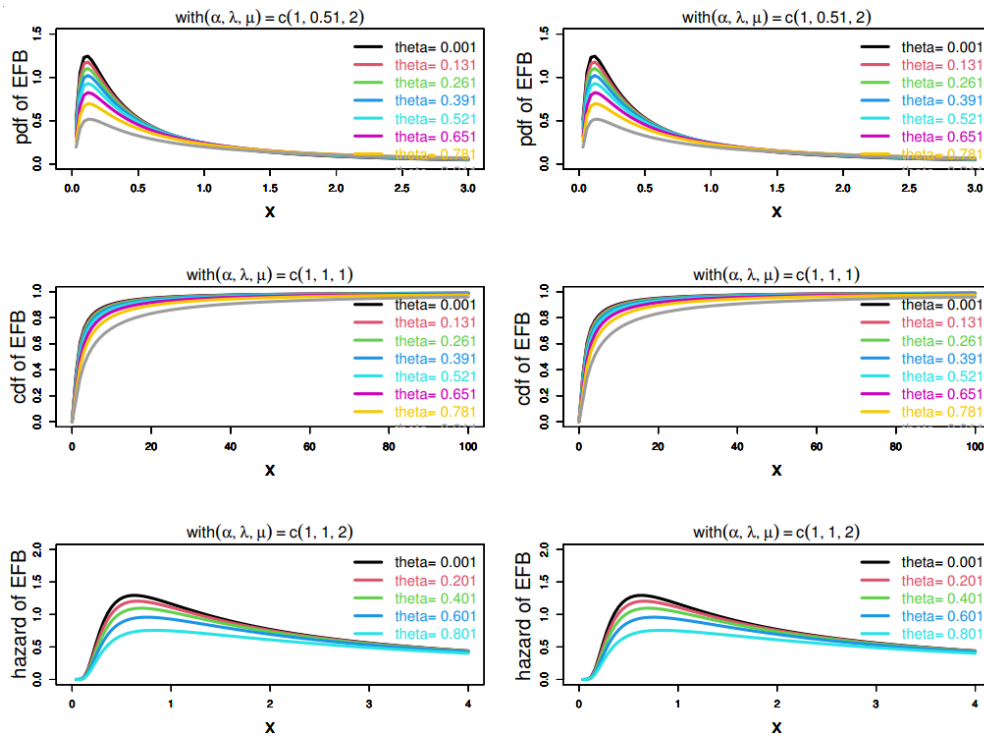 with(α, λ, μ) = c(1, 0.51, 2)
pdf of EFB
1.5
1.0
0.5
0.0
theta= 0.001
theta= 0.131
theta= 0.261
theta= 0.391
theta= 0.521
theta= 0.651
theta= 0.781
0.0 0.5 1.0 1.5 2.0 2.5 3.0
x
with(α, λ, μ) = c(1, 0.51, 2)
pdf of EFB
1.5
1.0
0.5
0.0
theta= 0.001
theta= 0.131
theta= 0.261
theta= 0.391
theta= 0.521
theta= 0.651
theta= 0.781
0.0 0.5 1.0 1.5 2.0 2.5 3.0
x
with(α, λ, μ) = c(1, 1, 1)
cdf of EFB
1.0
0.8
0.6
0.4
0.2
0.0
theta= 0.001
theta= 0.131
theta= 0.261
theta= 0.391
theta= 0.521
theta= 0.651
theta= 0.781
0 20 40 60 80 100
x
with(α, λ, μ) = c(1, 1, 1)
cdf of EFB
1.0
0.8
0.6
0.4
0.2
0.0
theta= 0.001
theta= 0.131
theta= 0.261
theta= 0.391
theta= 0.521
theta= 0.651
theta= 0.781
0 20 40 60 80 100
x
with(α, λ, μ) = c(1, 1, 2)
hazard of EFB
2.0
1.5
1.0
0.5
0.0
theta= 0.001
theta= 0.201
theta= 0.401
theta= 0.601
theta= 0.801
0 1 2 3 4
x
with(α, λ, μ) = c(1, 1, 2)
hazard of EFB
2.0
1.5
1.0
0.5
0.0
theta= 0.001
theta= 0.201
theta= 0.401
theta= 0.601
theta= 0.801
0 1 2 3 4
x